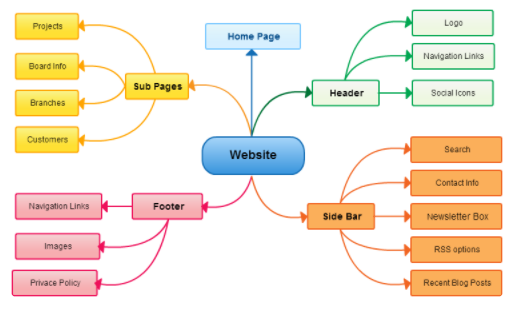 Home Page
Website
Sub Pages
Projects
Board Info
Branches
Customers
Header
Logo
Navigation Links
Social Icons
Footer
Navigation Links
Images
Privace Policy
Side Bar
Search
Contact Info
Newsletter Box
RSS options
Recent Blog Posts